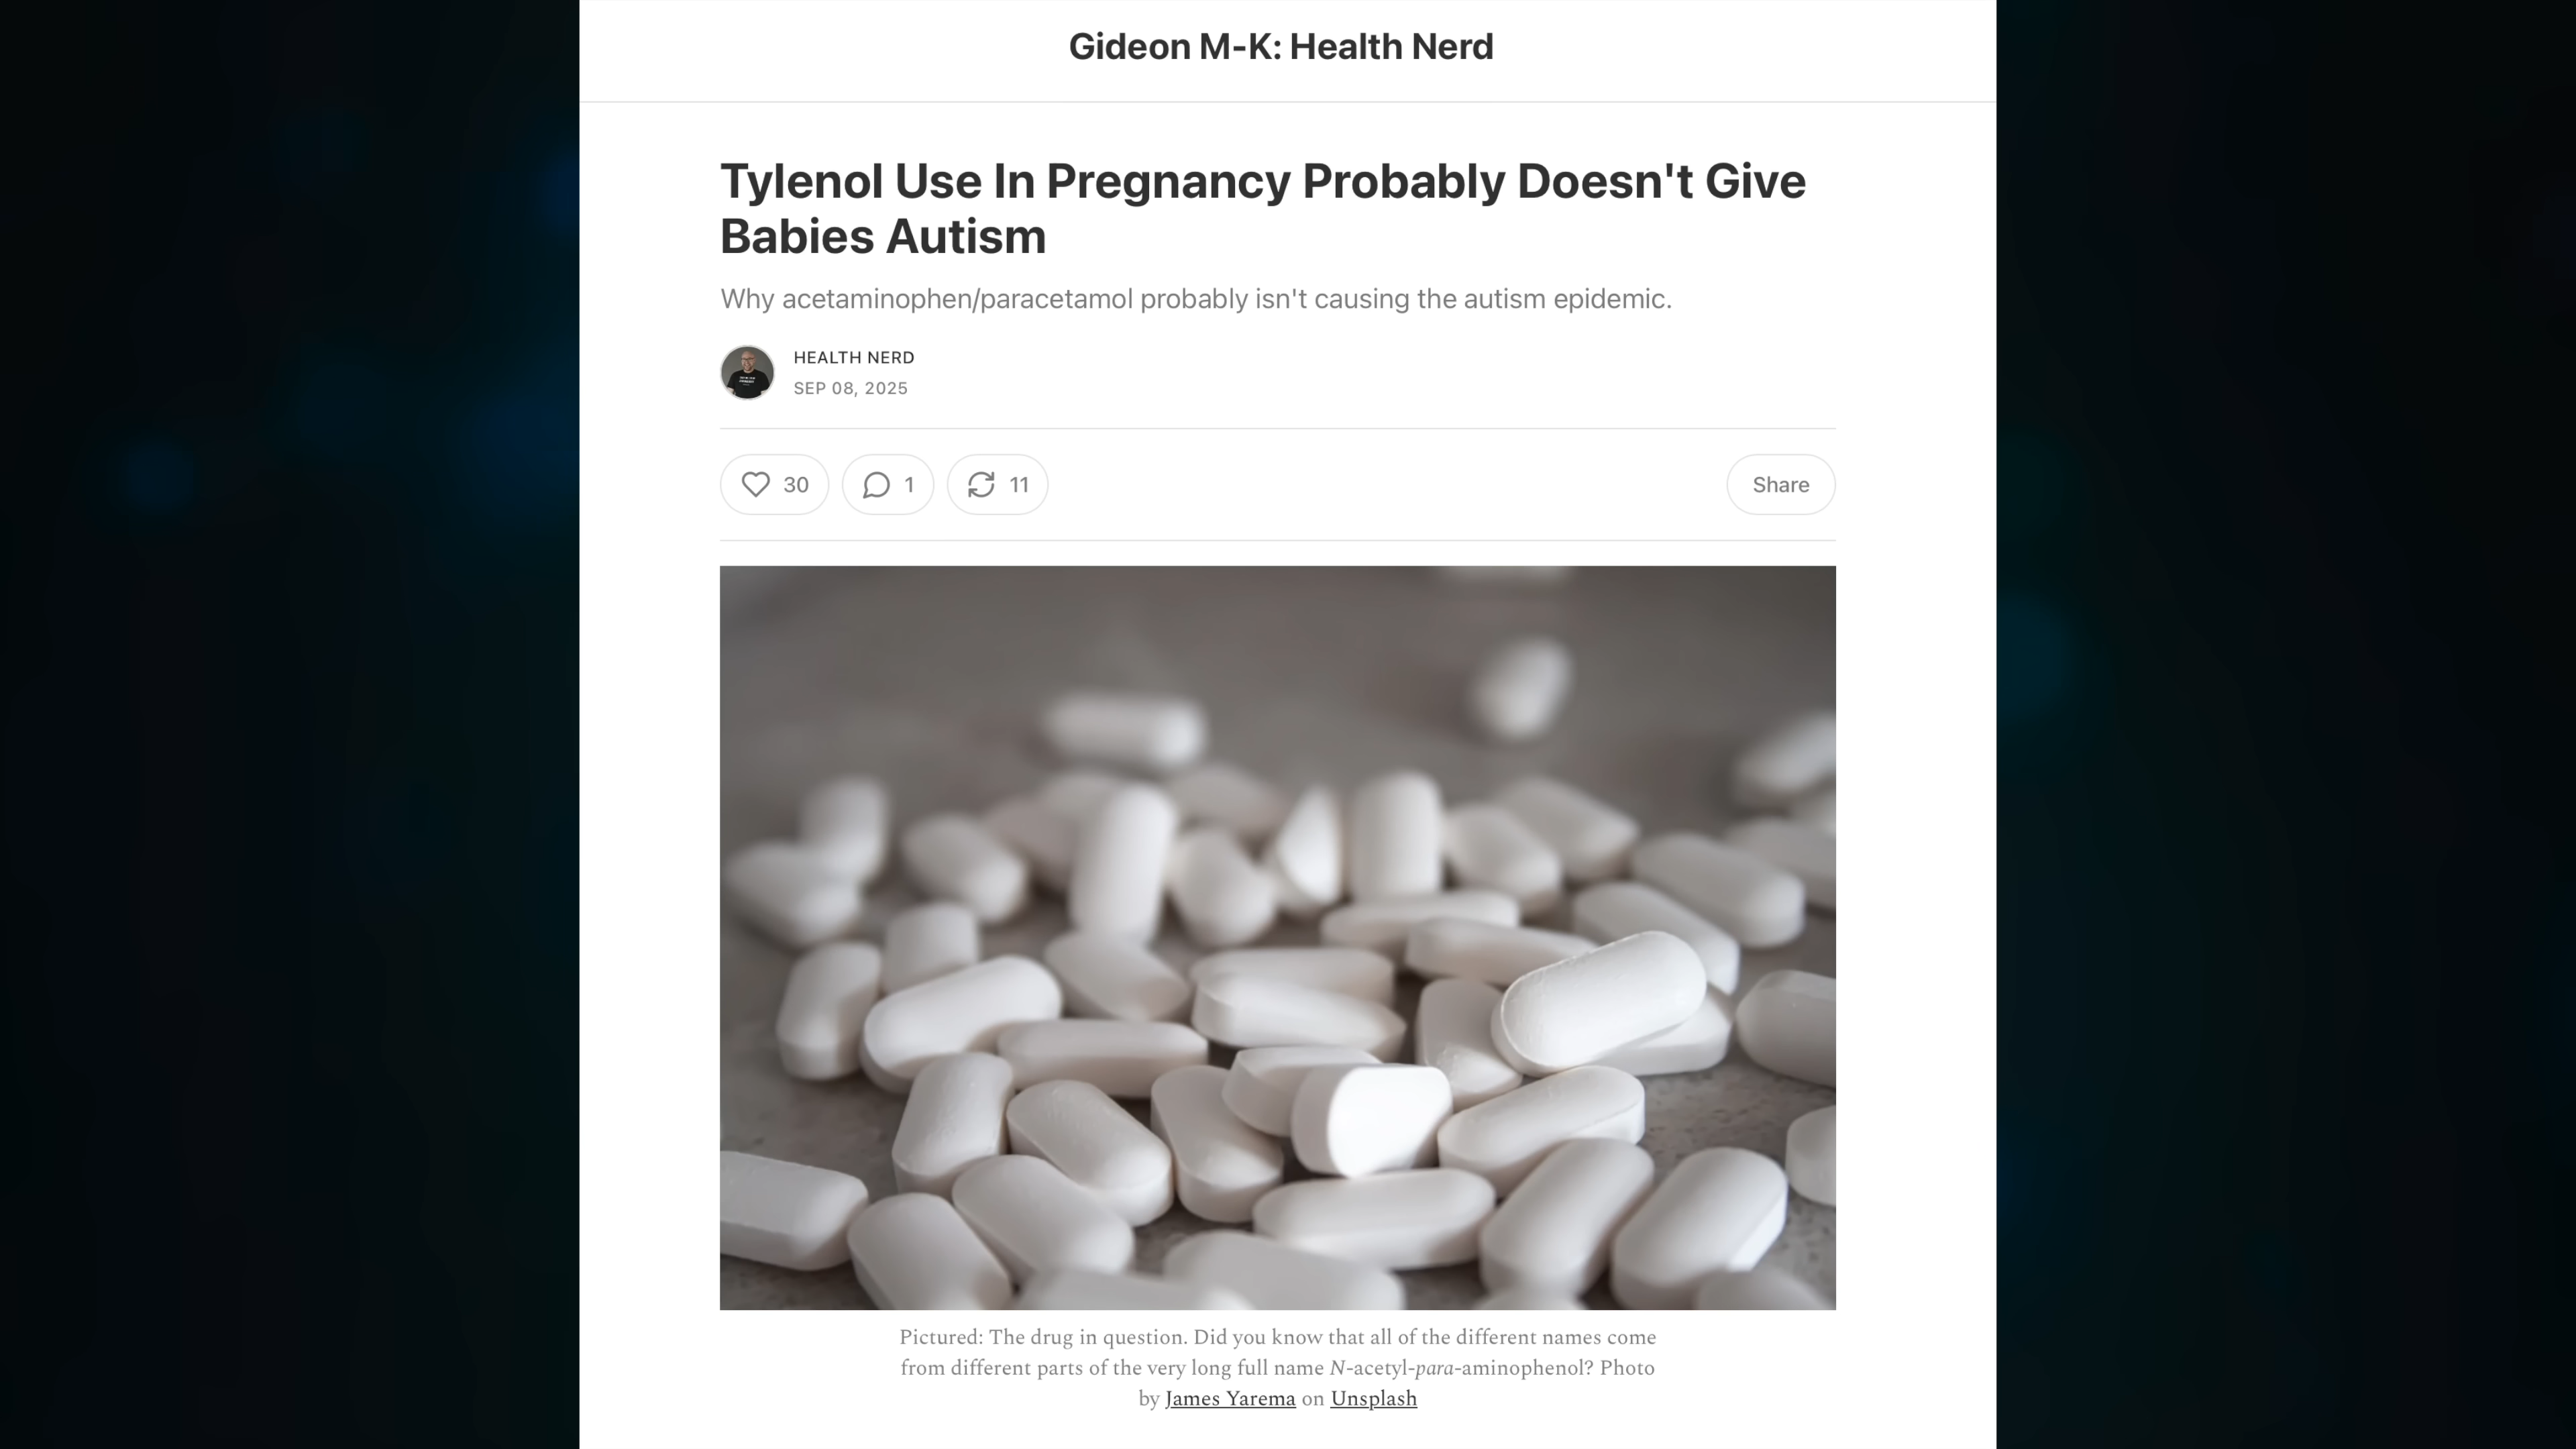 Gideon M-K: Health Nerd
Tylenol Use In Pregnancy Probably Doesn't Give
Babies Autism
Why acetaminophen/paracetamol probably isn't causing the autism epidemic.
HEALTH NERD
SEP 08, 2025
30
1
11
Share
Pictured: The drug in question. Did you know that all of the different names come
from different parts of the very long full name N-acetyl-para-aminophenol? Photo
by James Yarema on Unsplash